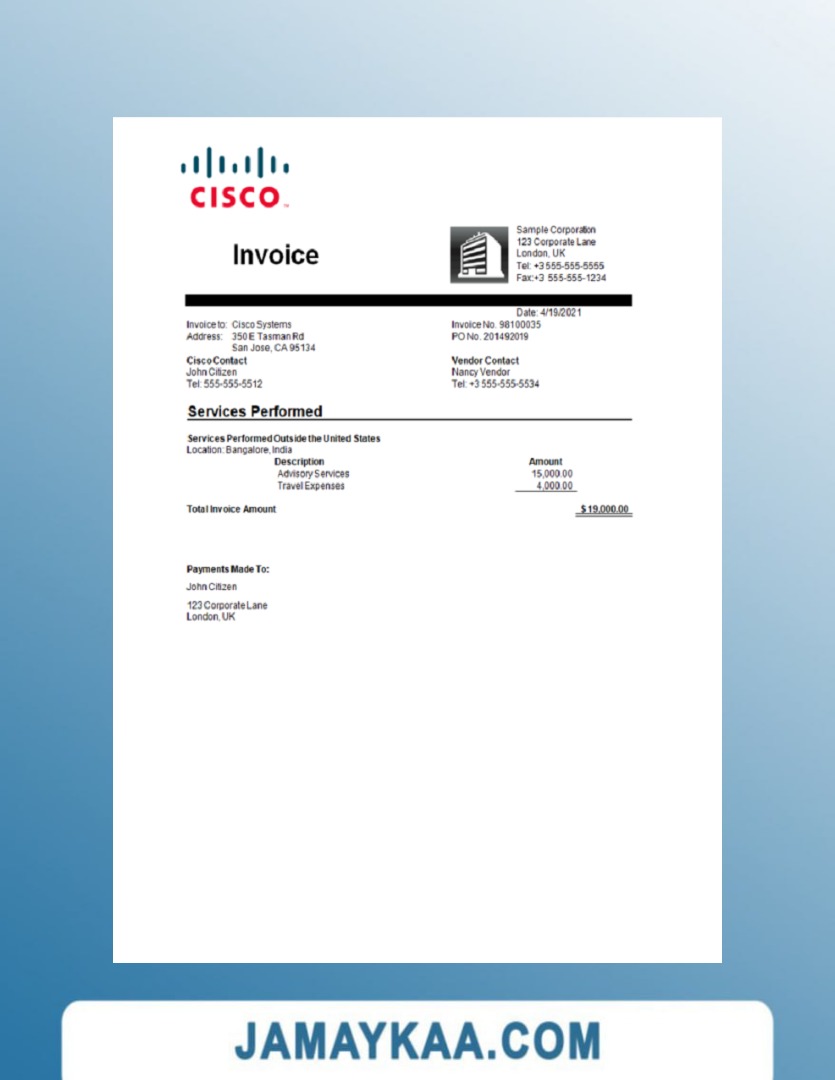 CISCO
Invoice
Sample Corporation
123 Corporate Lane
London, UK
Tel: +3 555-555-5555
Fax:+3 555-555-1234
Date: 4/19/2021
Invoice to: Cisco Systems
Address: 350 E Tasman Rd
San Jose, CA 95134
Invoice No. 98100035
PO No. 201492019
Cisco Contact
John Citizen
Tel: 555-555-5512
Vendor Contact
Nancy Vendor
Tel: +3 555-555-5534
Services Performed
Services Performed Outside the United States
Location: Bangalore, India
Description Amount
Advisory Services 15,000.00
Travel Expenses 4,000.00
Total Invoice Amount $ 19,000.00
Payments Made To:
John Citizen
123 Corporate Lane
London, UK
JAMAYKAA.COM